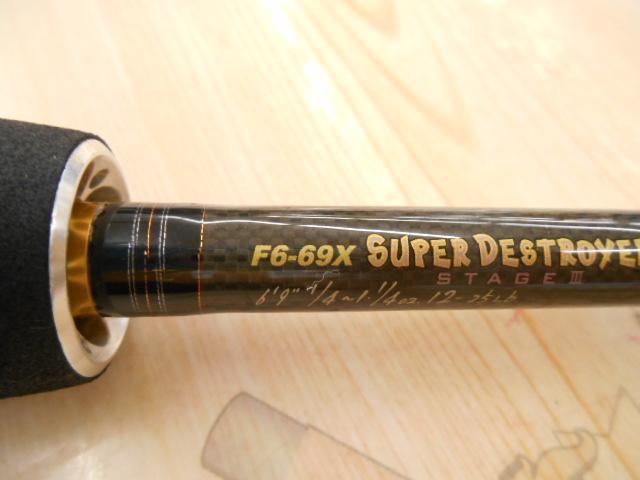 F6-69X SUPER DESTROYER
STAGE III
6'9" 1/4~1.1/4oz. 12-25Lb